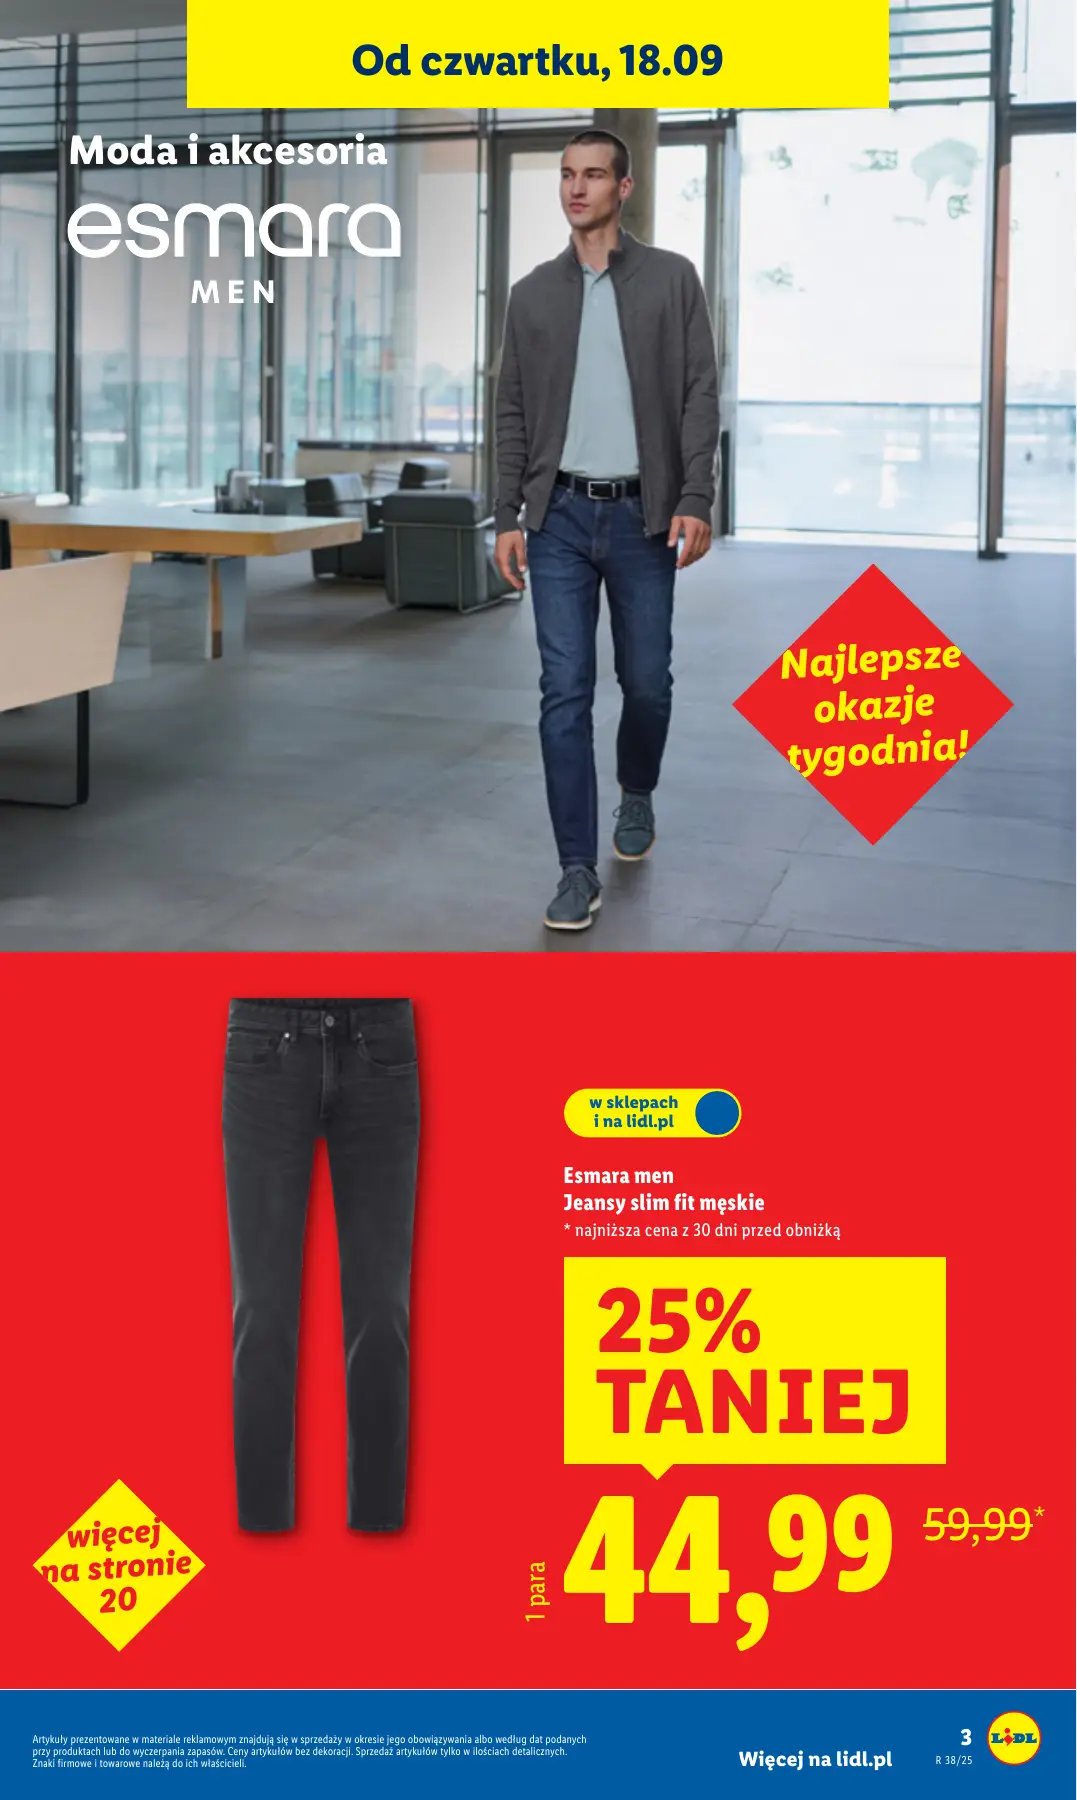 Od czwartku, 18.09
Moda i akcesoria
esmara
MEN
Najlepsze
okazje
tygodnia!
w sklepach
i na lidl.pl
Esmara men
Jeansy slim fit męskie
* najniższa cena z 30 dni przed obniżką
25%
TANIEJ
1 para
44,99
59,99*
więcej
na stronie
20
Artykuły prezentowane w materiale reklamowym znajdują się w sprzedaży w okresie jego obowiązywania albo według dat podanych
przy produktach lub do wyczerpania zapasów. Ceny artykułów bez dekoracji. Sprzedaż artykułów tylko w ilościach detalicznych.
Znaki firmowe i towarowe należą do ich właścicieli.
Więcej na lidl.pl
3
R 38/25
LIDL